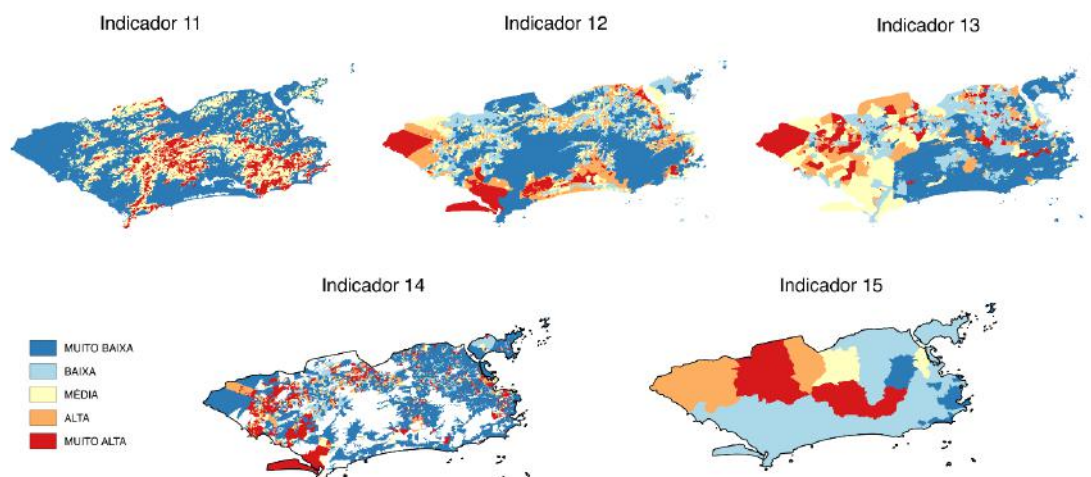 Indicador 11
Indicador 12
Indicador 13
Indicador 14
Indicador 15
MUITO BAIXA
BAIXA
MÉDIA
ALTA
MUITO ALTA